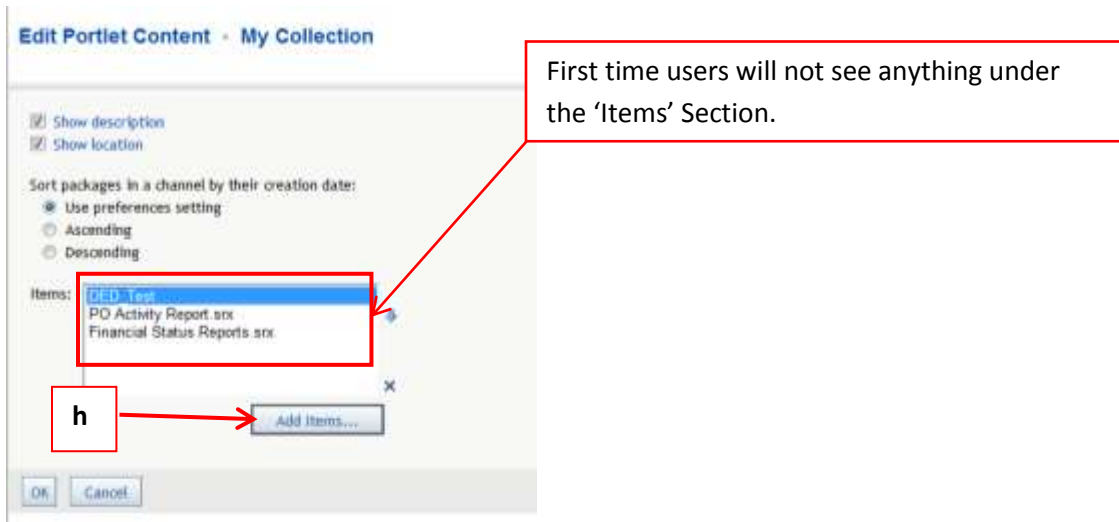 Edit Portlet Content - My Collection
First time users will not see anything under
the ‘Items’ Section.
Show description
Show location
Sort packages in a channel by their creation date:
Use preferences setting
Ascending
Descending
Items:
DED_Test
PO Activity Report.srx
Financial Status Reports.srx
h
Add Items...
OK Cancel